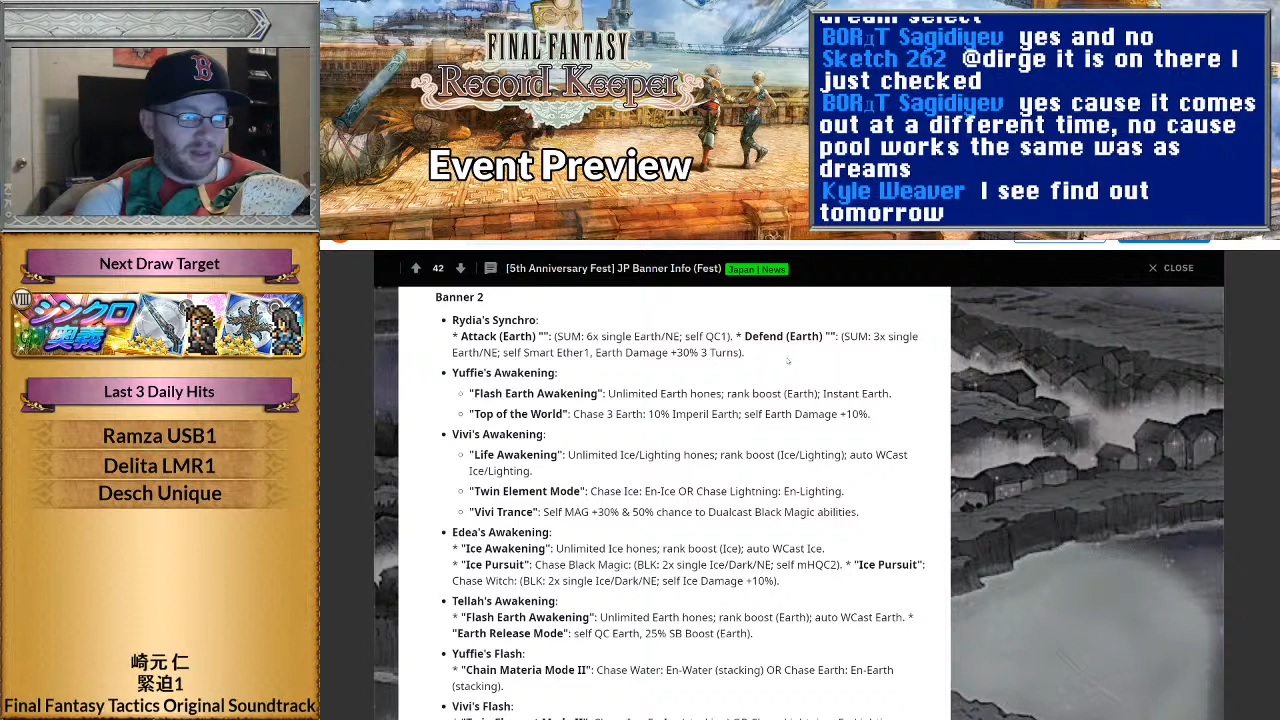 FINAL FANTASY
Record Keeper
Event Preview
dream select
BORдT Sagidiyev yes and no
Sketch 262 @dirge it is on there I
just checked
BORдT Sagidiyev yes cause it comes
out at a different time, no cause
pool works the same was as
dreams
Kyle Weaver I see find out
tomorrow
Next Draw Target
VIII
シンクロ
奥義
Last 3 Daily Hits
Ramza USB1
Delita LMR1
Desch Unique
崎元 仁
緊迫1
Final Fantasy Tactics Original Soundtrack
42 [5th Anniversary Fest] JP Banner Info (Fest) Japan | News CLOSE
Banner 2
Rydia's Synchro:
* Attack (Earth) "": (SUM: 6x single Earth/NE; self QC1). * Defend (Earth) "": (SUM: 3x single
Earth/NE; self Smart Ether1, Earth Damage +30% 3 Turns).
Yuffie's Awakening:
"Flash Earth Awakening": Unlimited Earth hones; rank boost (Earth); Instant Earth.
"Top of the World": Chase 3 Earth: 10% Imperil Earth; self Earth Damage +10%.
Vivi's Awakening:
"Life Awakening": Unlimited Ice/Lighting hones; rank boost (Ice/Lighting); auto WCast
Ice/Lighting.
"Twin Element Mode": Chase Ice: En-Ice OR Chase Lightning: En-Lighting.
"Vivi Trance": Self MAG +30% & 50% chance to Dualcast Black Magic abilities.
Edea's Awakening:
* "Ice Awakening": Unlimited Ice hones; rank boost (Ice); auto WCast Ice.
* "Ice Pursuit": Chase Black Magic: (BLK: 2x single Ice/Dark/NE; self mHQC2). * "Ice Pursuit":
Chase Witch: (BLK: 2x single Ice/Dark/NE; self Ice Damage +10%).
Tellah's Awakening:
* "Flash Earth Awakening": Unlimited Earth hones; rank boost (Earth); auto WCast Earth. *
"Earth Release Mode": self QC Earth, 25% SB Boost (Earth).
Yuffie's Flash:
* "Chain Materia Mode II": Chase Water: En-Water (stacking) OR Chase Earth: En-Earth
(stacking).
Vivi's Flash: